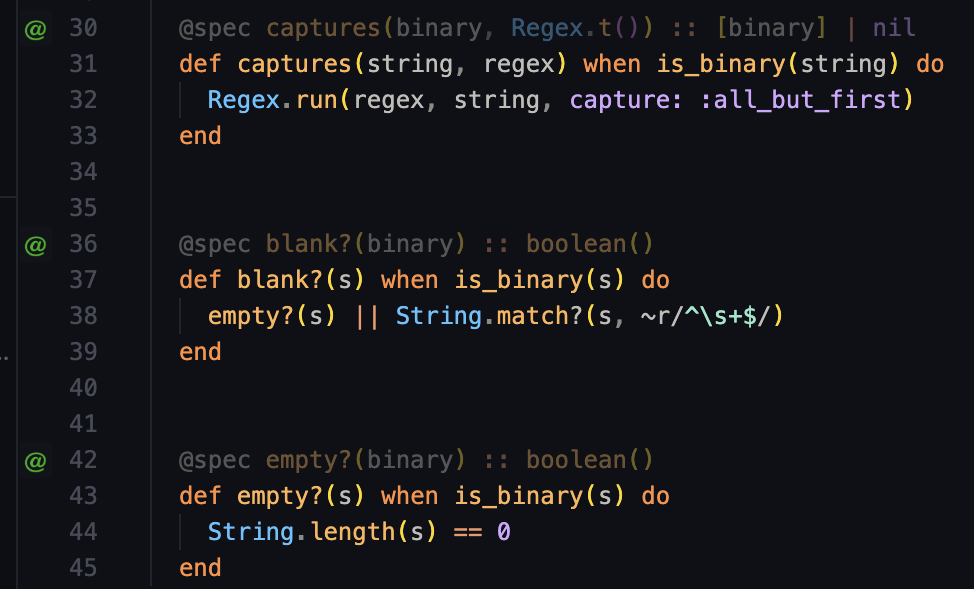 @ 30 @spec captures(binary, Regex.t()) :: [binary] | nil
31 def captures(string, regex) when is_binary(string) do
32 Regex.run(regex, string, capture: :all_but_first)
33 end
34
35
@ 36 @spec blank?(binary) :: boolean()
37 def blank?(s) when is_binary(s) do
38 empty?(s) || String.match?(s, ~r/^\s+$/)
.. 39 end
40
41
@ 42 @spec empty?(binary) :: boolean()
43 def empty?(s) when is_binary(s) do
44 String.length(s) == 0
45 end